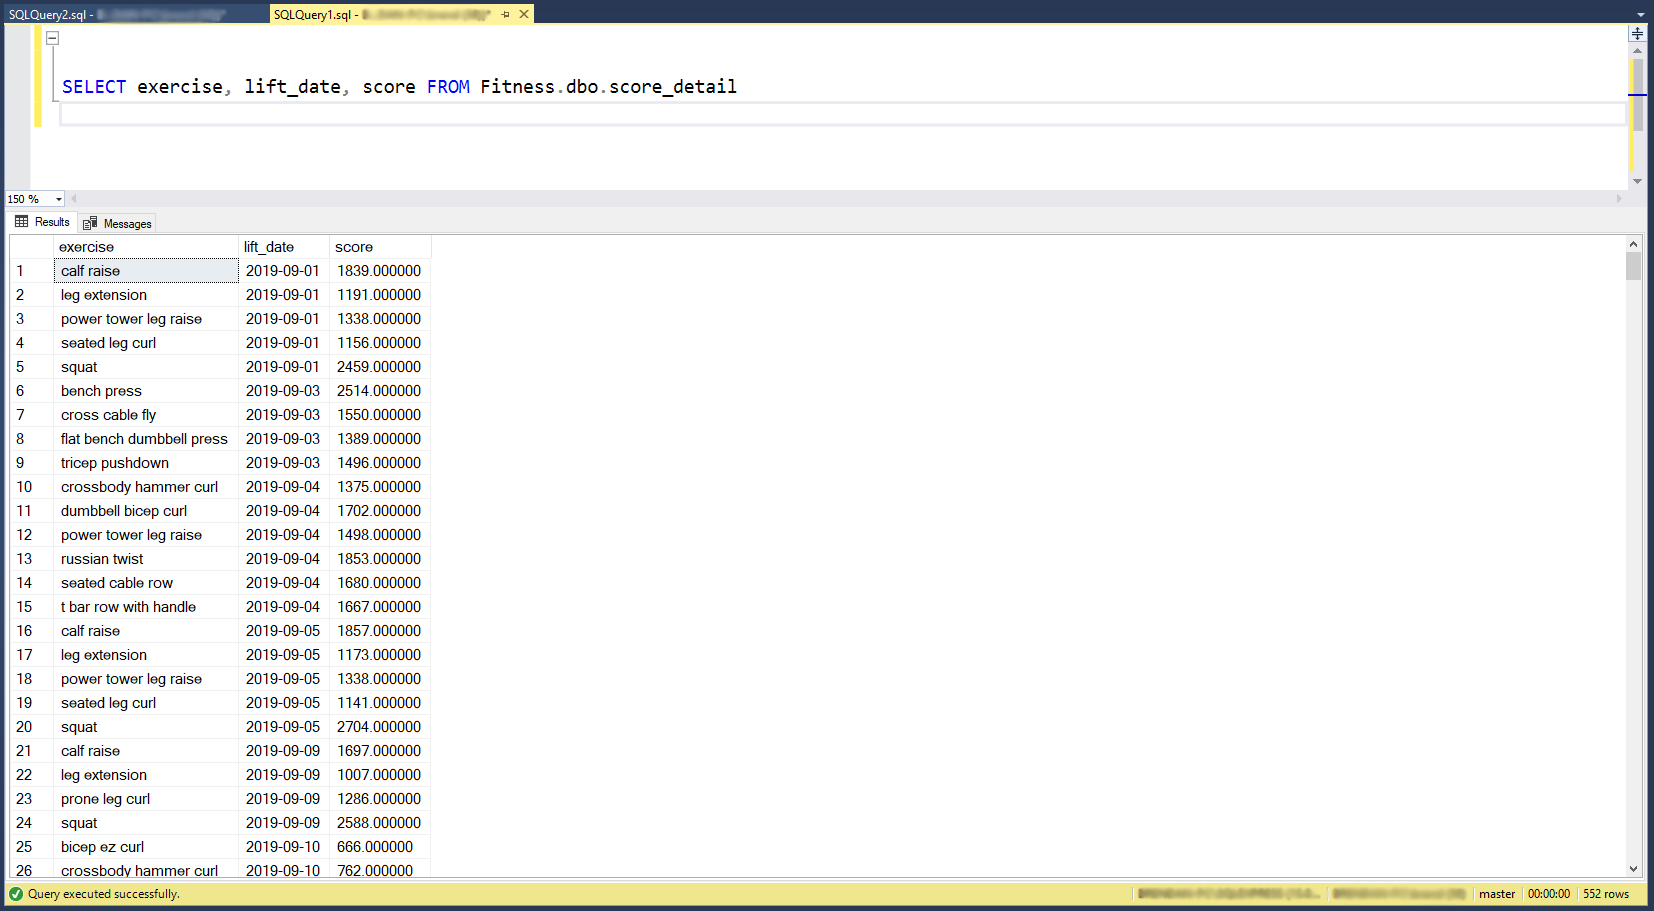 SQLQuery2.sql -
SQLQuery1.sql -
SELECT exercise, lift_date, score FROM Fitness.dbo.score_detail
150 %
Results Messages
exercise lift_date score
1 calf raise 2019-09-01 1839.000000
2 leg extension 2019-09-01 1191.000000
3 power tower leg raise 2019-09-01 1338.000000
4 seated leg curl 2019-09-01 1156.000000
5 squat 2019-09-01 2459.000000
6 bench press 2019-09-03 2514.000000
7 cross cable fly 2019-09-03 1550.000000
8 flat bench dumbbell press 2019-09-03 1389.000000
9 tricep pushdown 2019-09-03 1496.000000
10 crossbody hammer curl 2019-09-04 1375.000000
11 dumbbell bicep curl 2019-09-04 1702.000000
12 power tower leg raise 2019-09-04 1498.000000
13 russian twist 2019-09-04 1853.000000
14 seated cable row 2019-09-04 1680.000000
15 t bar row with handle 2019-09-04 1667.000000
16 calf raise 2019-09-05 1857.000000
17 leg extension 2019-09-05 1173.000000
18 power tower leg raise 2019-09-05 1338.000000
19 seated leg curl 2019-09-05 1141.000000
20 squat 2019-09-05 2704.000000
21 calf raise 2019-09-09 1697.000000
22 leg extension 2019-09-09 1007.000000
23 prone leg curl 2019-09-09 1286.000000
24 squat 2019-09-09 2588.000000
25 bicep ez curl 2019-09-10 666.000000
26 crossbody hammer curl 2019-09-10 762.000000
Query executed successfully. master 00:00:00 552 rows